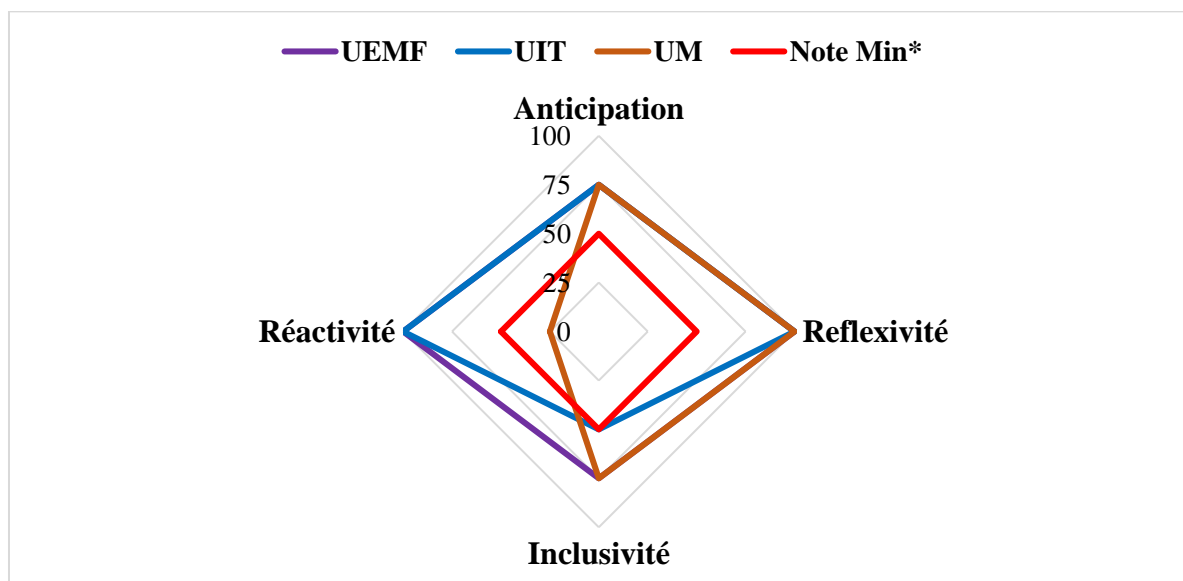 UEMF UIT UM Note Min*
Anticipation
100
75
50
25
Réactivité 0 Reflexivité
Inclusivité